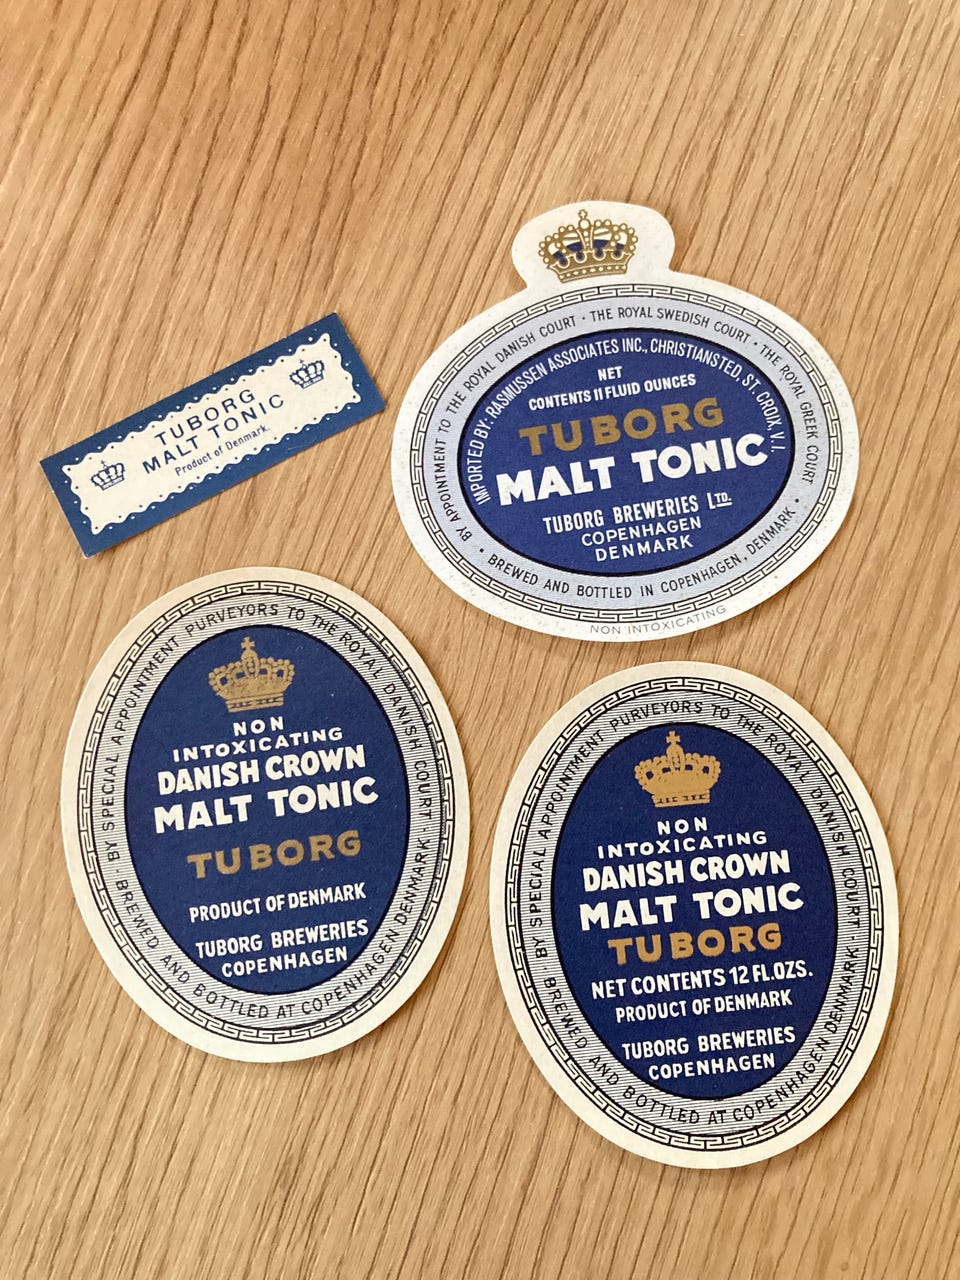 TUBORG
MALT TONIC
Product of Denmark.
BY APPOINTMENT TO THE ROYAL DANISH COURT · THE ROYAL SWEDISH COURT · THE ROYAL GREEK COURT
· BREWED AND BOTTLED IN COPENHAGEN, DENMARK ·
IMPORTED BY: RASMUSSEN ASSOCIATES INC., CHRISTIANSTED, ST. CROIX, V.I.
NET
CONTENTS 11 FLUID OUNCES
TUBORG
MALT TONIC
TUBORG BREWERIES LTD.
COPENHAGEN
DENMARK
NON INTOXICATING
· BY SPECIAL APPOINTMENT PURVEYORS TO THE ROYAL DANISH COURT ·
BREWED AND BOTTLED AT COPENHAGEN DENMARK
NON
INTOXICATING
DANISH CROWN
MALT TONIC
TUBORG
PRODUCT OF DENMARK
TUBORG BREWERIES
COPENHAGEN
· BY SPECIAL APPOINTMENT PURVEYORS TO THE ROYAL DANISH COURT ·
BREWED AND BOTTLED AT COPENHAGEN DENMARK
NON
INTOXICATING
DANISH CROWN
MALT TONIC
TUBORG
NET CONTENTS 12 FL.OZS.
PRODUCT OF DENMARK
TUBORG BREWERIES
COPENHAGEN